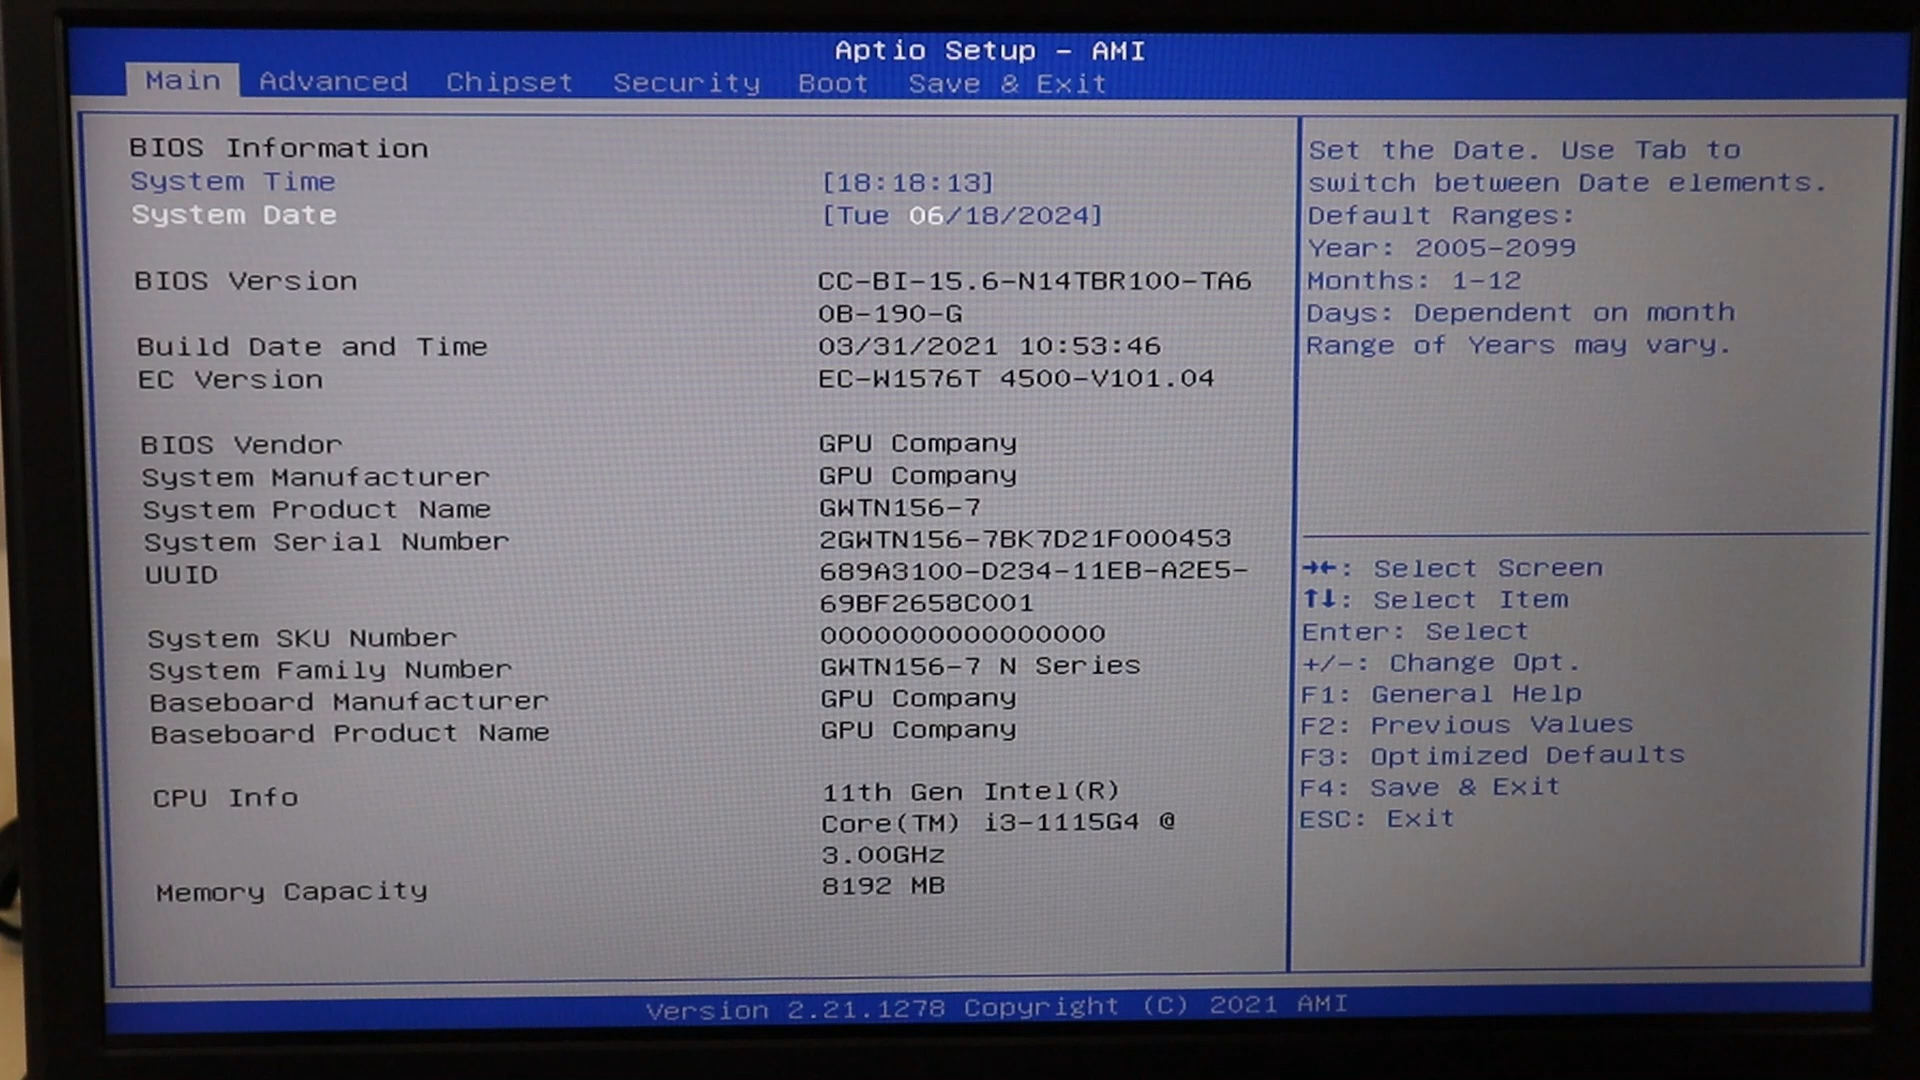 Aptio Setup – AMI
Main Advanced Chipset Security Boot Save & Exit
BIOS Information
System Time [18:18:13]
System Date [Tue 06/18/2024]
BIOS Version CC-BI-15.6-N14TBR100-TA6
0B-190-G
Build Date and Time 03/31/2021 10:53:46
EC Version EC-W1576T 4500-V101.04
BIOS Vendor GPU Company
System Manufacturer GPU Company
System Product Name GWTN156-7
System Serial Number 2GWTN156-7BK7D21F000453
UUID 689A3100-D234-11EB-A2E5-
69BF2658C001
System SKU Number 0000000000000000
System Family Number GWTN156-7 N Series
Baseboard Manufacturer GPU Company
Baseboard Product Name GPU Company
CPU Info 11th Gen Intel(R)
Core(TM) i3-1115G4 @
3.00GHz
Memory Capacity 8192 MB
Set the Date. Use Tab to
switch between Date elements.
Default Ranges:
Year: 2005-2099
Months: 1-12
Days: Dependent on month
Range of Years may vary.
→←: Select Screen
↑↓: Select Item
Enter: Select
+/-: Change Opt.
F1: General Help
F2: Previous Values
F3: Optimized Defaults
F4: Save & Exit
ESC: Exit
Version 2.21.1278 Copyright (C) 2021 AMI